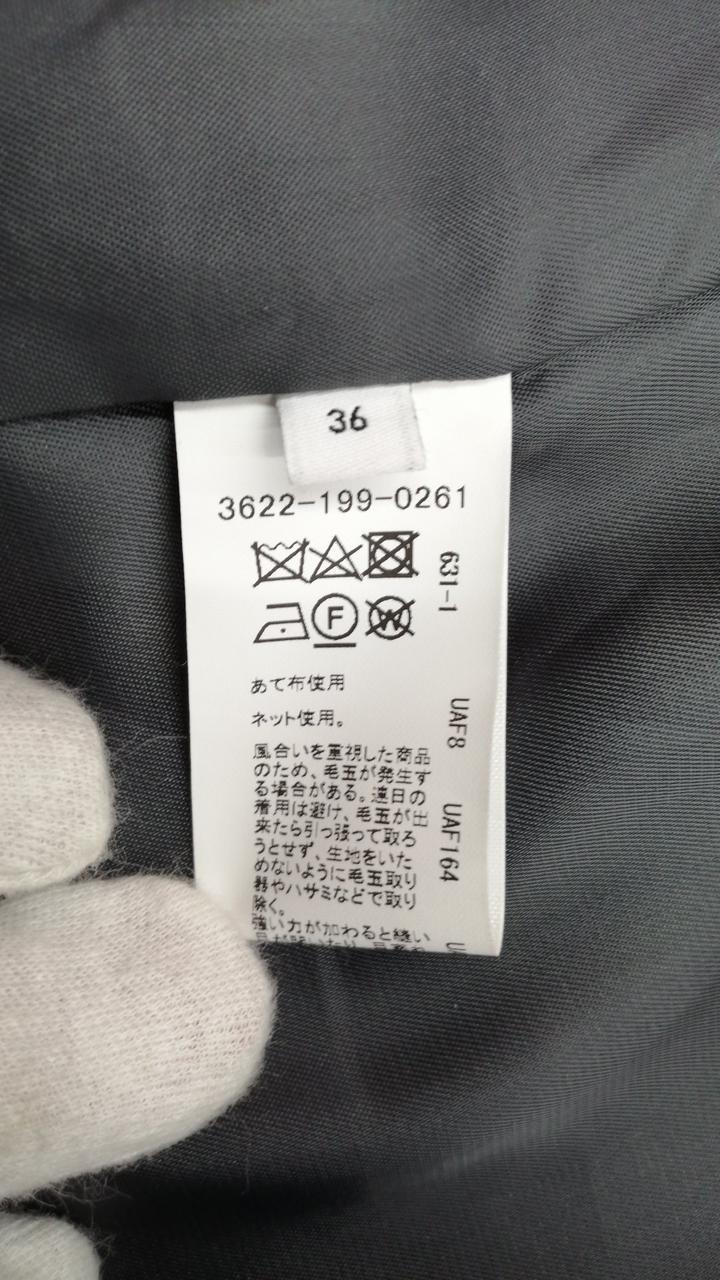 36
3622-199-0261
631-1
F
W
あて布使用
ネット使用。
UAF8
UAF164
風合いを重視した商品
のため、毛玉が発生す
る場合がある。連日の
着用は避け、毛玉が出
来たら引っ張って取ろ
うとせず、生地をいた
めないように毛玉取り
器やハサミなどで取り
除く。
強い力が加わると縫い